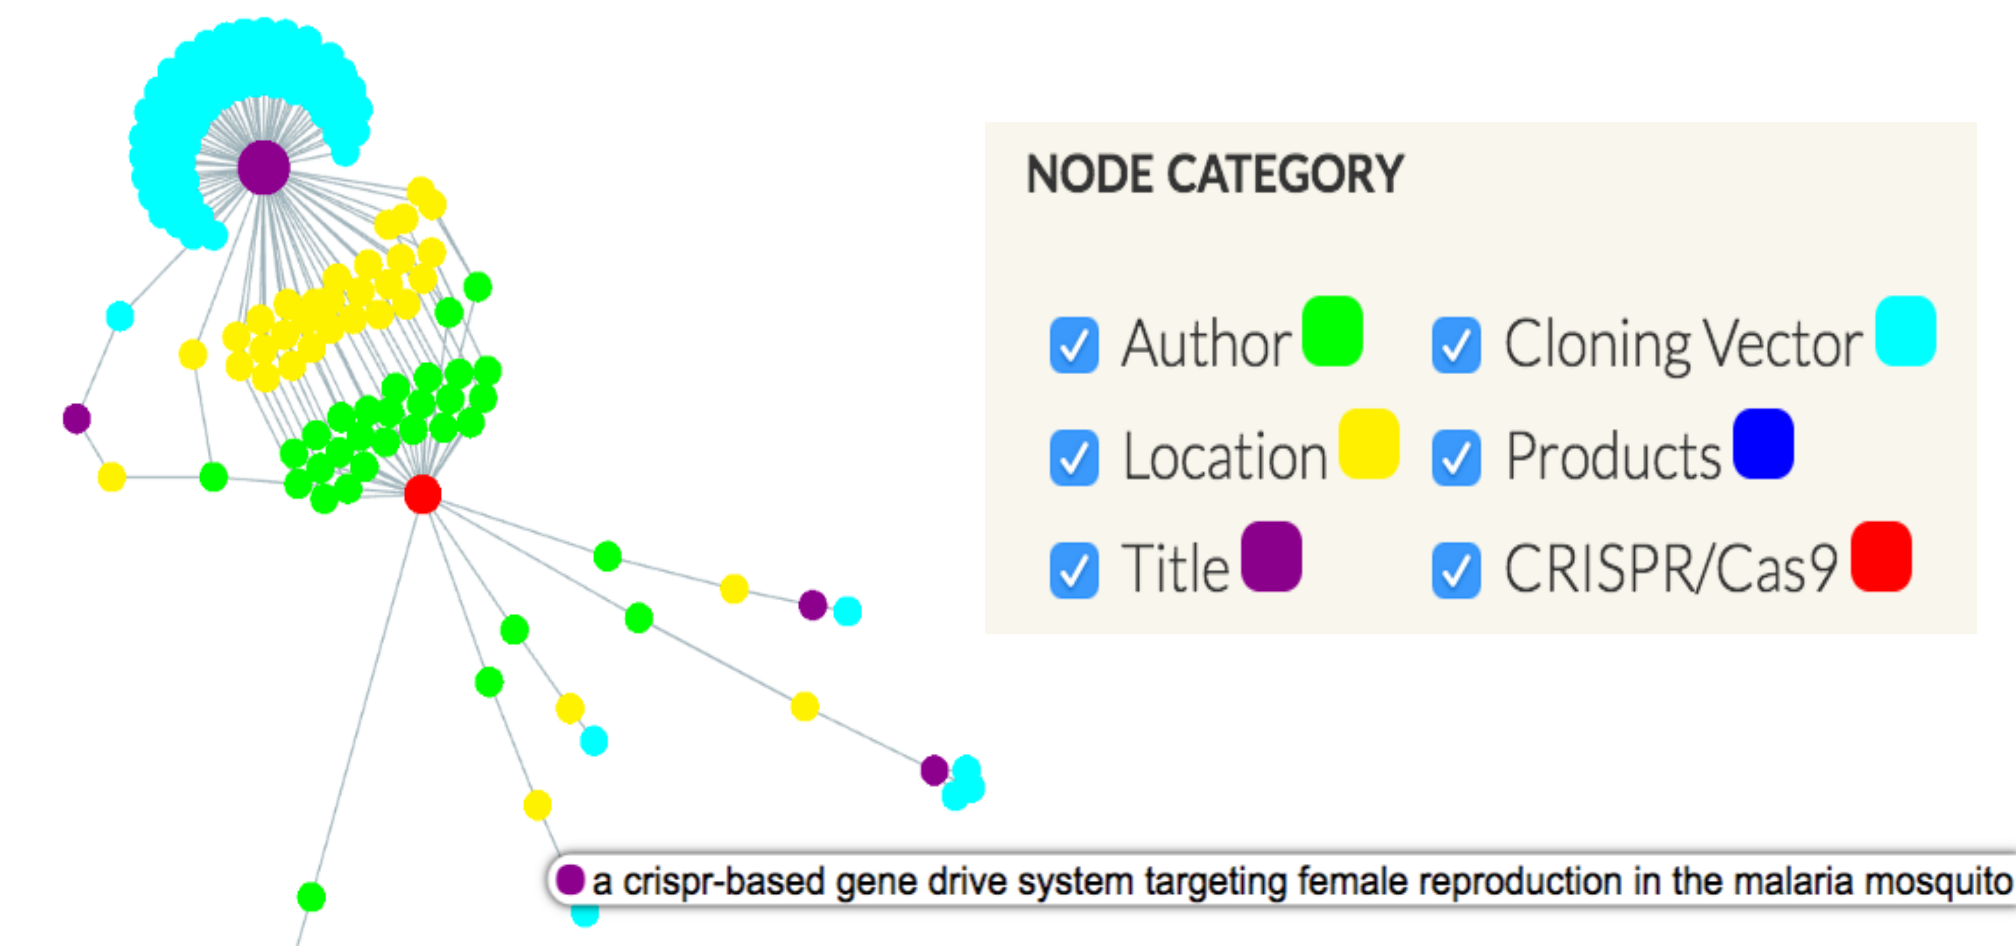 NODE CATEGORY
Author Cloning Vector
Location Products
Title CRISPR/Cas9
a crispr-based gene drive system targeting female reproduction in the malaria mosquito